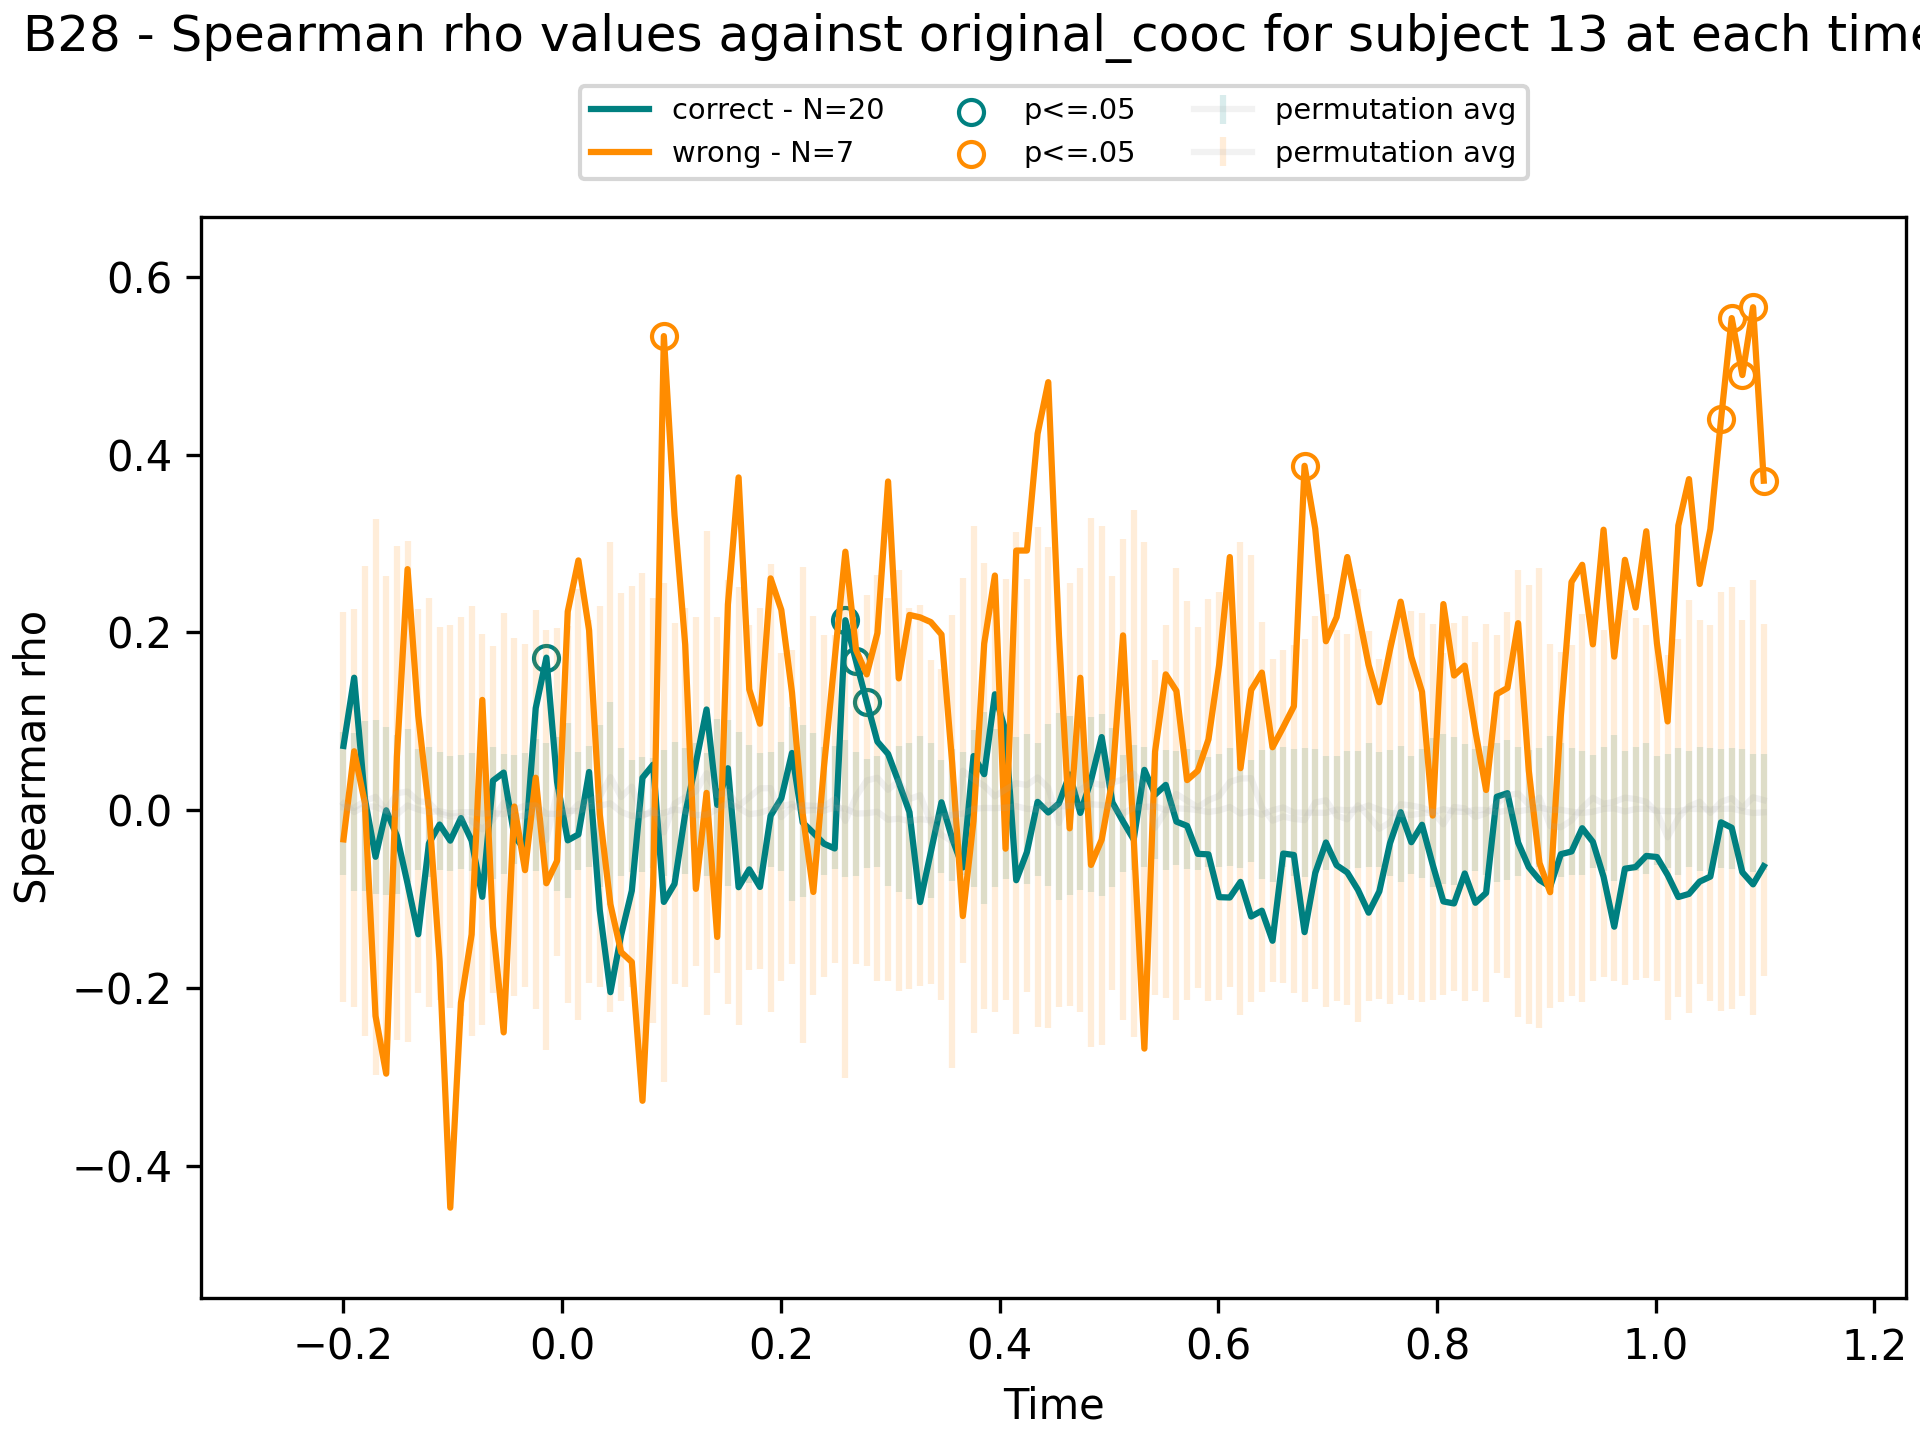 B28 - Spearman rho values against original_cooc for subject 13 at each time
correct - N=20
wrong - N=7
p<=.05
p<=.05
permutation avg
permutation avg
Spearman rho
0.6
0.4
0.2
0.0
−0.2
−0.4
−0.2 0.0 0.2 0.4 0.6 0.8 1.0 1.2
Time